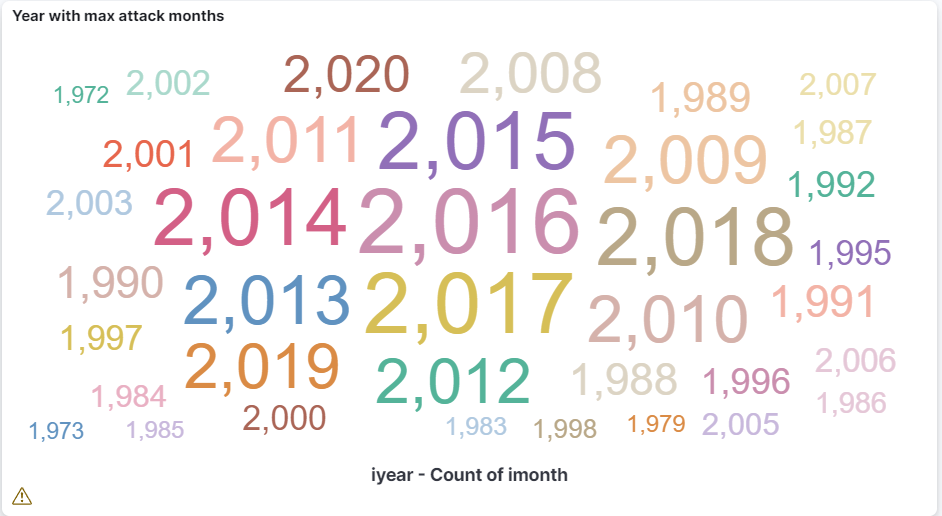 Year with max attack months
2,020 2,008
2,002 1,989 2,007
1,972
2,011 2,015 1,987
2,001 2,009
1,992
2,003 2,014 2,016 2,018
1,995
1,990 2,013 2,017 2,010 1,991
1,997
2,019 2,012 1,988 1,996 2,006
1,984 1,986
2,000
1,973 1,985 1,983 1,998 1,979 2,005
iyear - Count of imonth